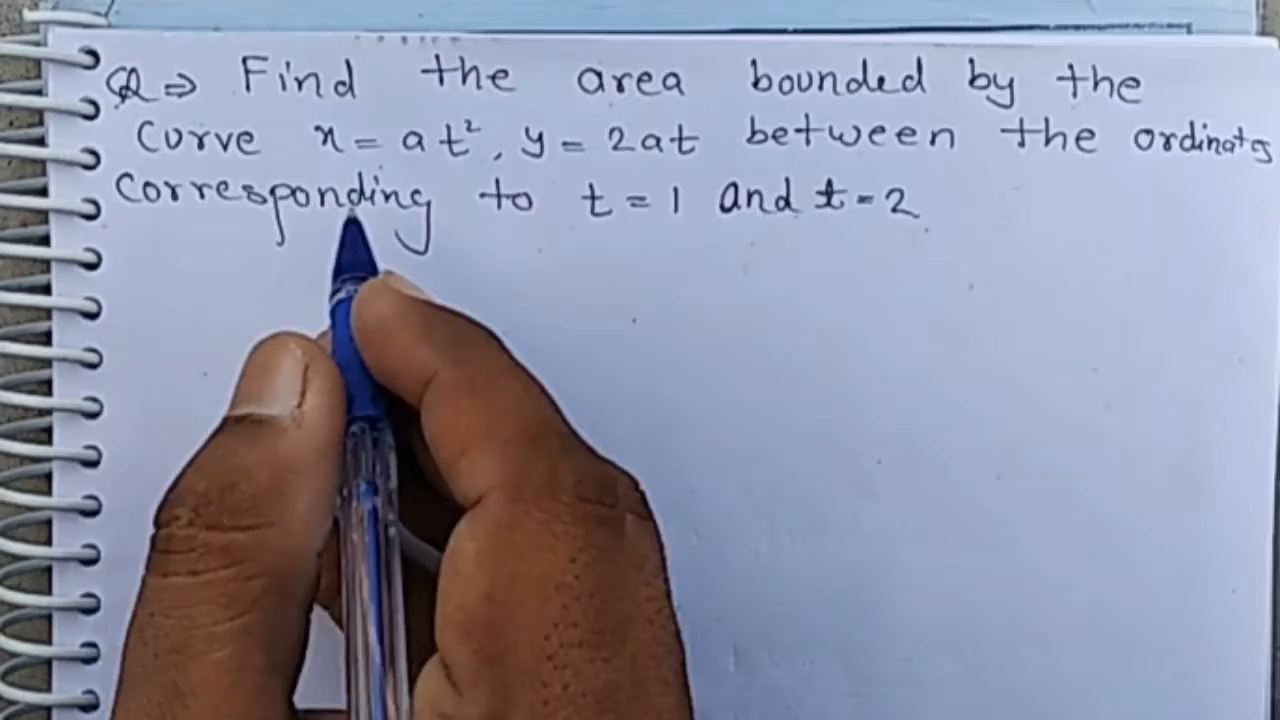 Q ⇒ Find the area bounded by the
curve x = at², y = 2at between the ordinates
corresponding to t = 1 and t = 2